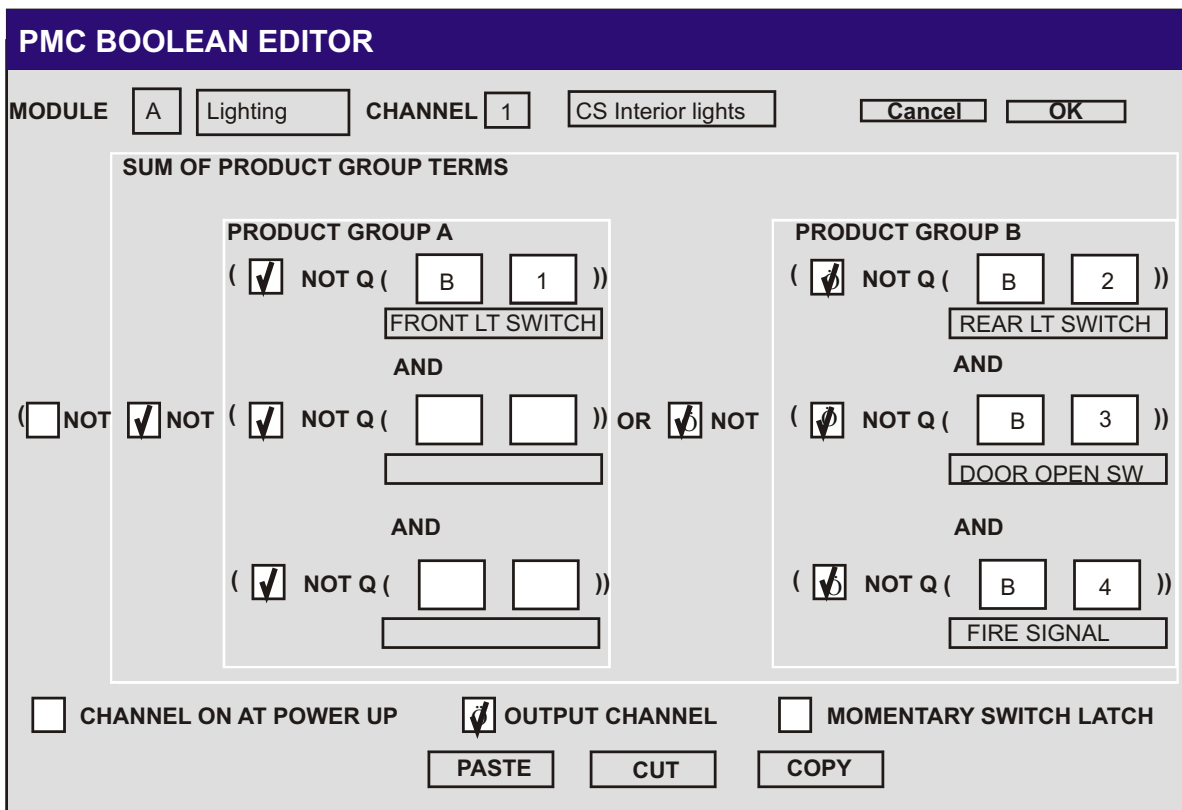 PMC BOOLEAN EDITOR
MODULE A Lighting CHANNEL 1 CS Interior lights Cancel OK
SUM OF PRODUCT GROUP TERMS
PRODUCT GROUP A PRODUCT GROUP B
( NOT Q ( B 1 )) ( NOT Q ( B 2 ))
FRONT LT SWITCH REAR LT SWITCH
AND AND
( NOT NOT ( NOT Q ( )) OR NOT ( NOT Q ( B 3 ))
DOOR OPEN SW
AND AND
( NOT Q ( )) ( NOT Q ( B 4 ))
FIRE SIGNAL
CHANNEL ON AT POWER UP OUTPUT CHANNEL MOMENTARY SWITCH LATCH
PASTE CUT COPY